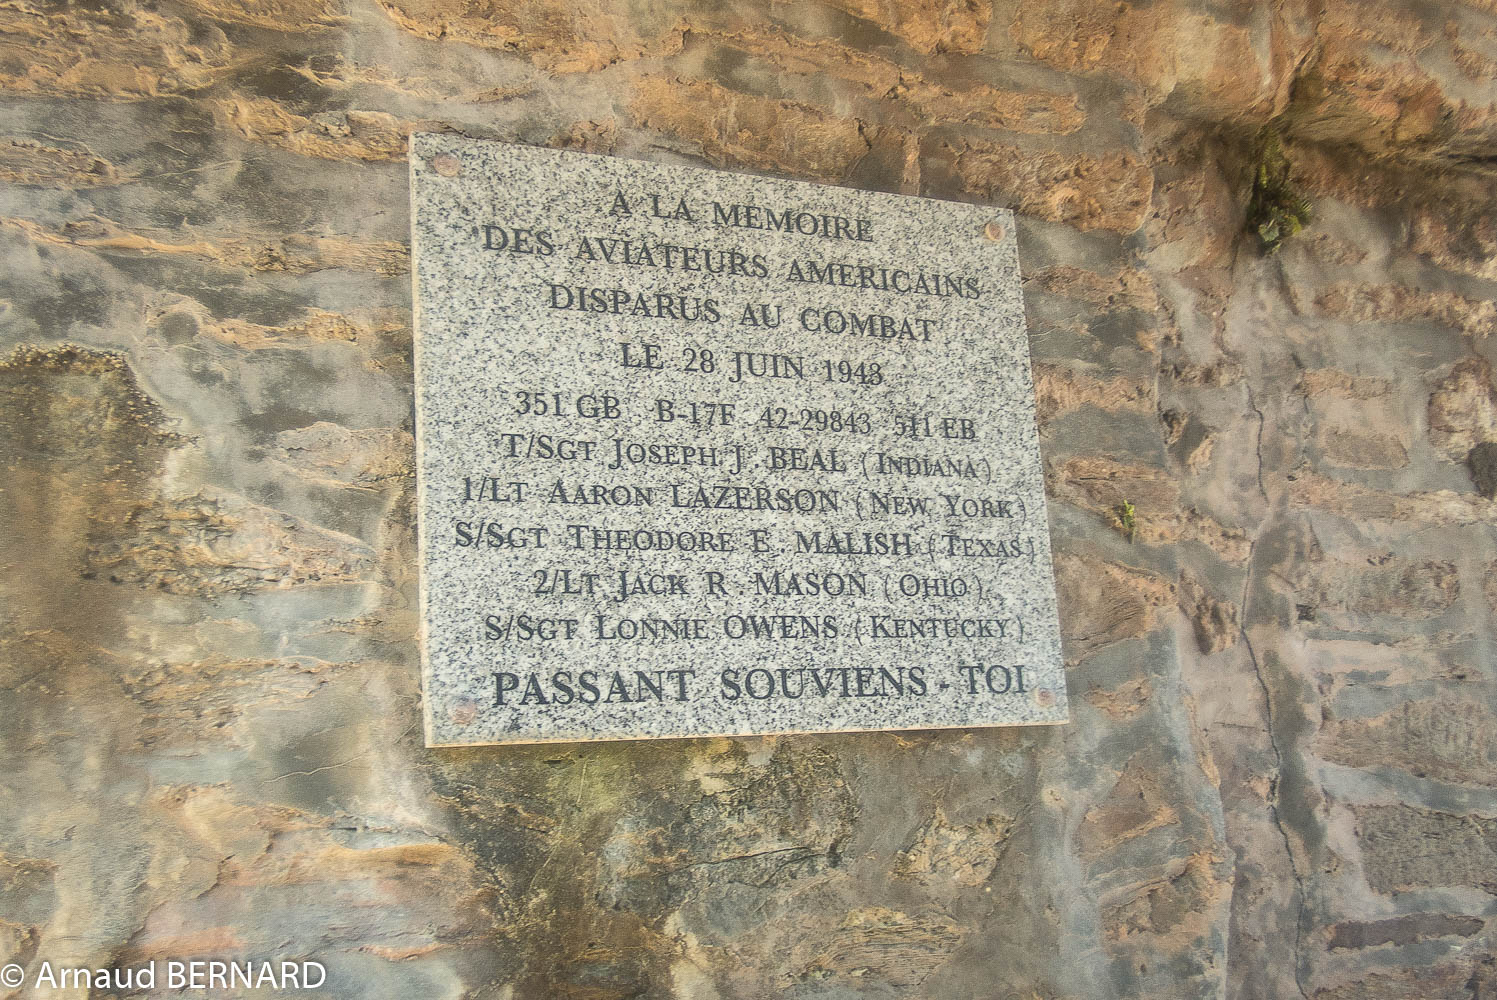 A LA MEMOIRE
DES AVIATEURS AMERICAINS
DISPARUS AU COMBAT
LE 28 JUIN 1943
351 GB B-17F 42-29843 511 EB
T/SGT JOSEPH J. BEAL (INDIANA)
1/LT AARON LAZERSON (NEW YORK)
S/SGT THEODORE E. MALISH (TEXAS)
2/LT JACK R. MASON (OHIO)
S/SGT LONNIE OWENS (KENTUCKY)
PASSANT SOUVIENS-TOI
© Arnaud BERNARD